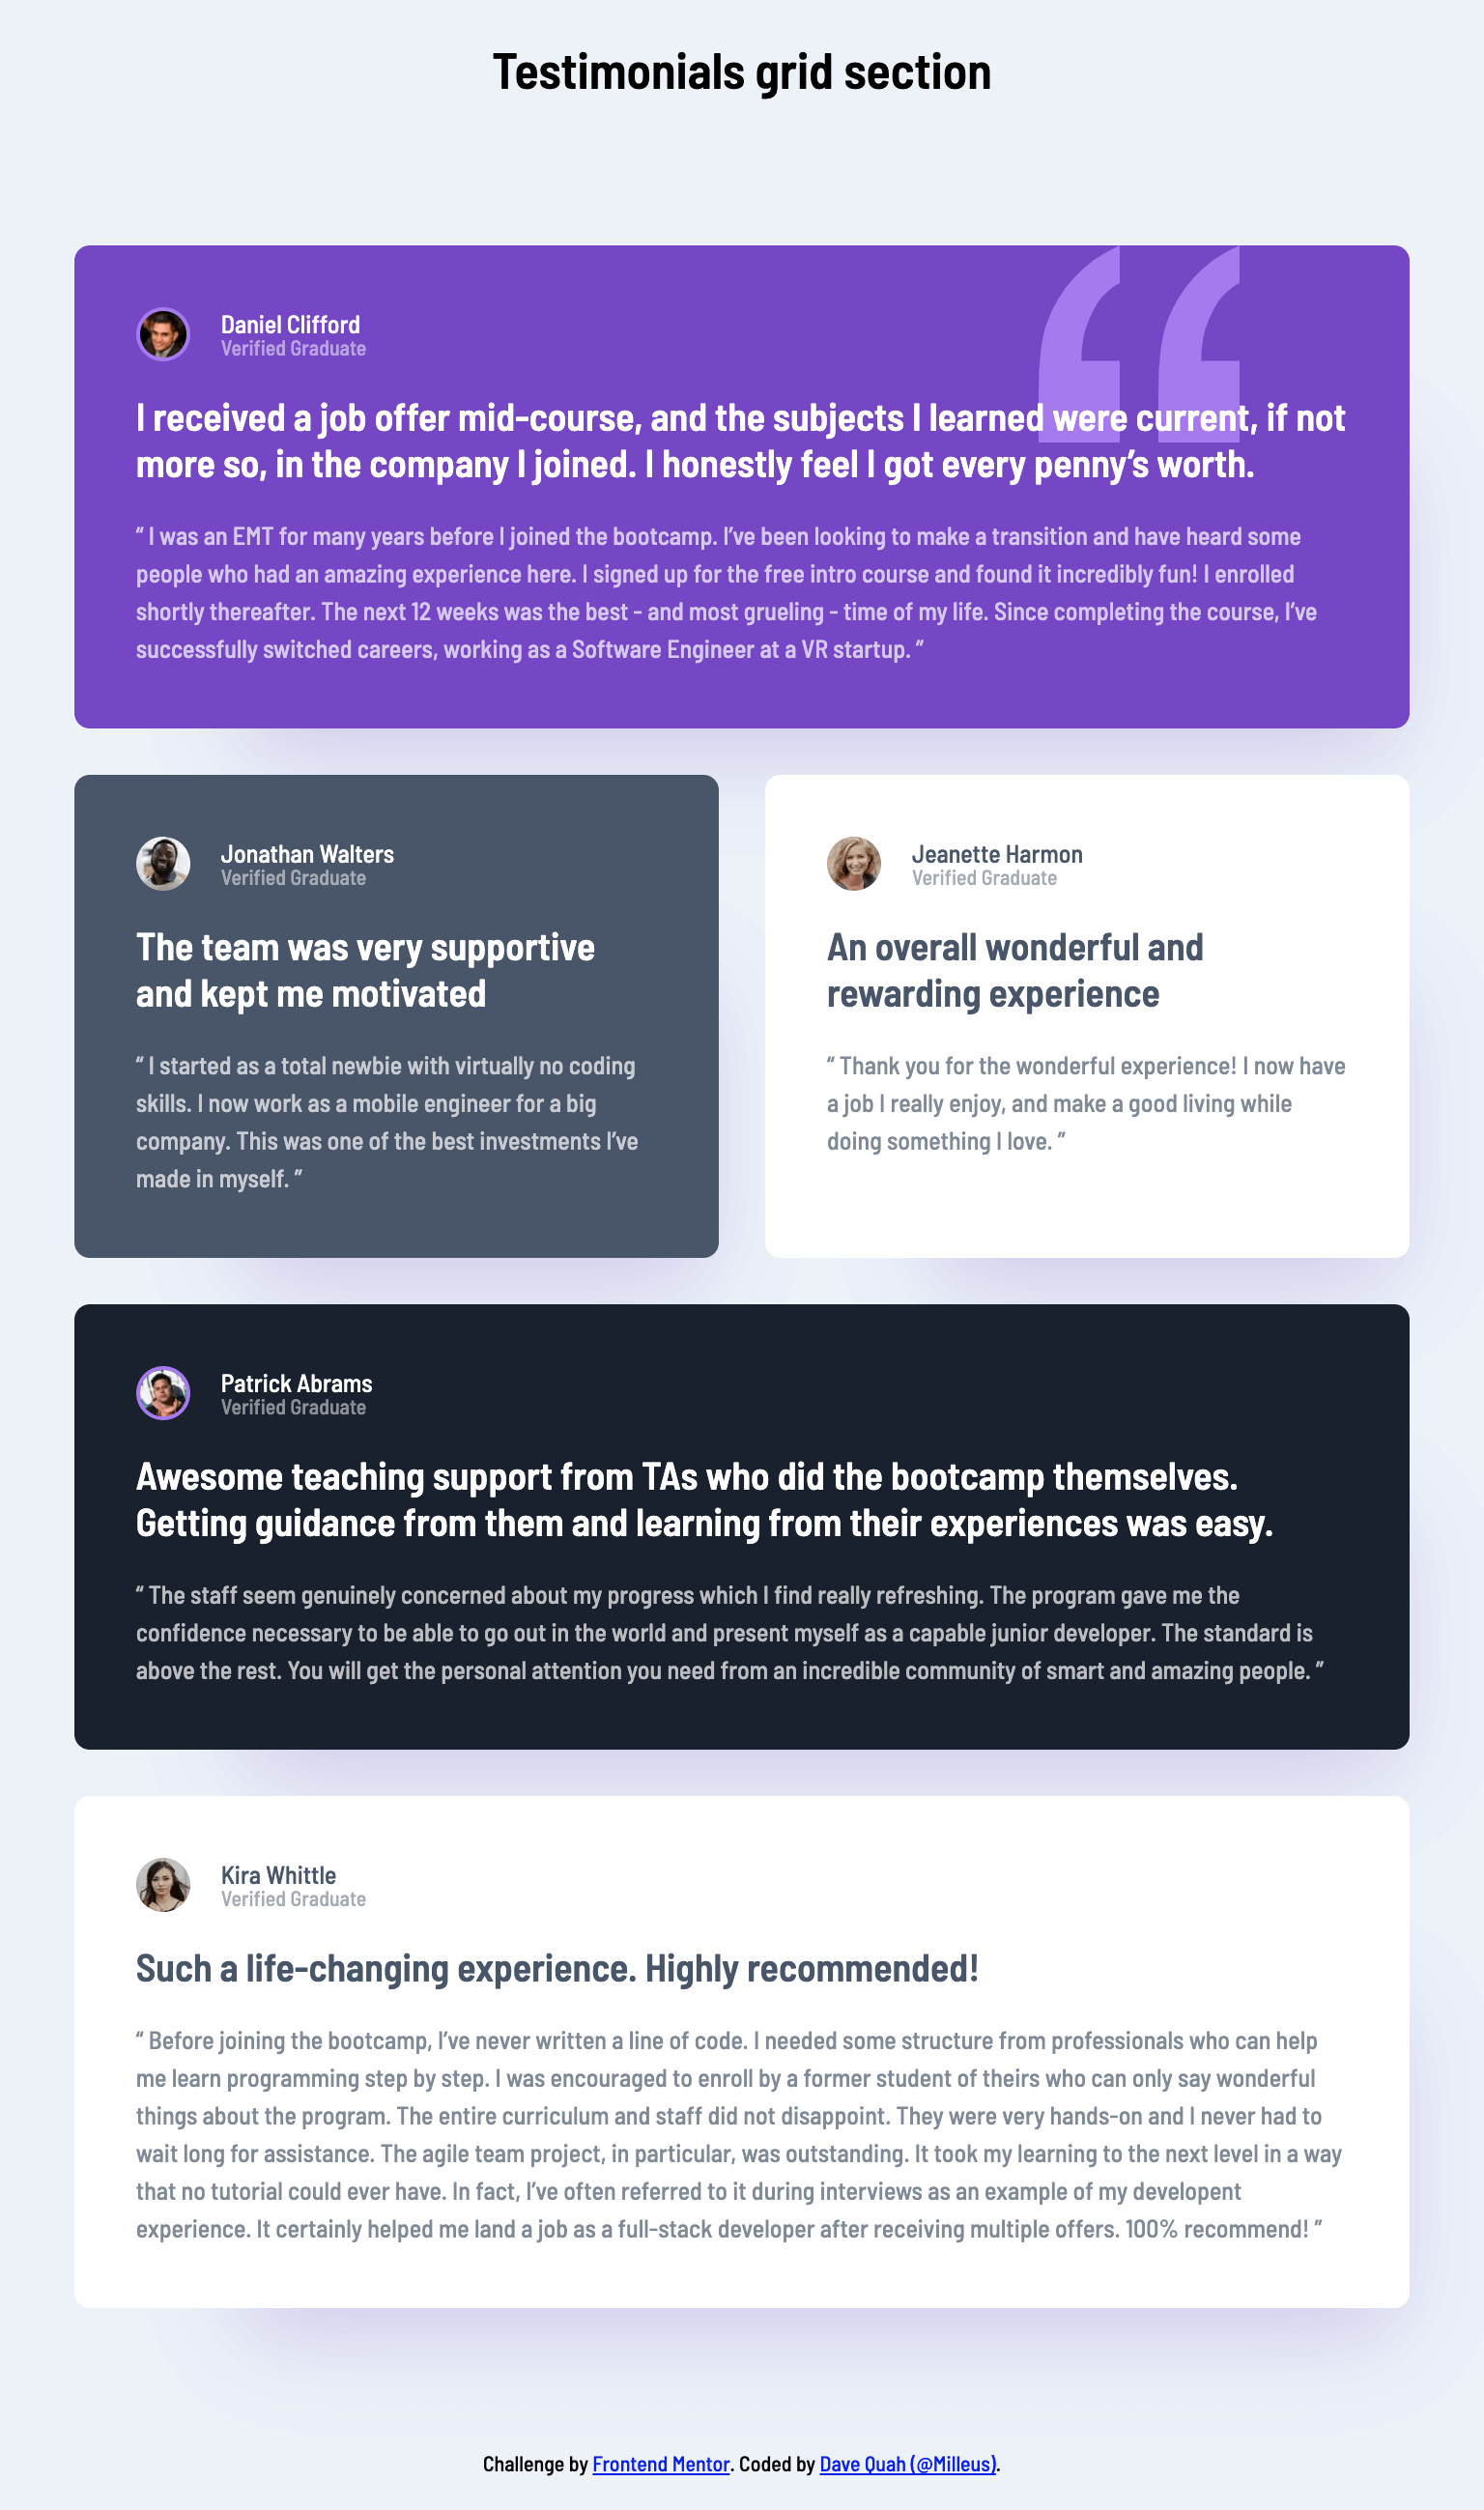 Testimonials grid section
Daniel Clifford
Verified Graduate
I received a job offer mid-course, and the subjects I learned were current, if not
more so, in the company I joined. I honestly feel I got every penny’s worth.
“ I was an EMT for many years before I joined the bootcamp. I’ve been looking to make a transition and have heard some
people who had an amazing experience here. I signed up for the free intro course and found it incredibly fun! I enrolled
shortly thereafter. The next 12 weeks was the best - and most grueling - time of my life. Since completing the course, I’ve
successfully switched careers, working as a Software Engineer at a VR startup. ”
Jonathan Walters
Verified Graduate
The team was very supportive
and kept me motivated
“ I started as a total newbie with virtually no coding
skills. I now work as a mobile engineer for a big
company. This was one of the best investments I’ve
made in myself. ”
Jeanette Harmon
Verified Graduate
An overall wonderful and
rewarding experience
“ Thank you for the wonderful experience! I now have
a job I really enjoy, and make a good living while
doing something I love. ”
Patrick Abrams
Verified Graduate
Awesome teaching support from TAs who did the bootcamp themselves.
Getting guidance from them and learning from their experiences was easy.
“ The staff seem genuinely concerned about my progress which I find really refreshing. The program gave me the
confidence necessary to be able to go out in the world and present myself as a capable junior developer. The standard is
above the rest. You will get the personal attention you need from an incredible community of smart and amazing people. ”
Kira Whittle
Verified Graduate
Such a life-changing experience. Highly recommended!
“ Before joining the bootcamp, I’ve never written a line of code. I needed some structure from professionals who can help
me learn programming step by step. I was encouraged to enroll by a former student of theirs who can only say wonderful
things about the program. The entire curriculum and staff did not disappoint. They were very hands-on and I never had to
wait long for assistance. The agile team project, in particular, was outstanding. It took my learning to the next level in a way
that no tutorial could ever have. In fact, I’ve often referred to it during interviews as an example of my developent
experience. It certainly helped me land a job as a full-stack developer after receiving multiple offers. 100% recommend! ”
Challenge by Frontend Mentor. Coded by Dave Quah (@Milleus).